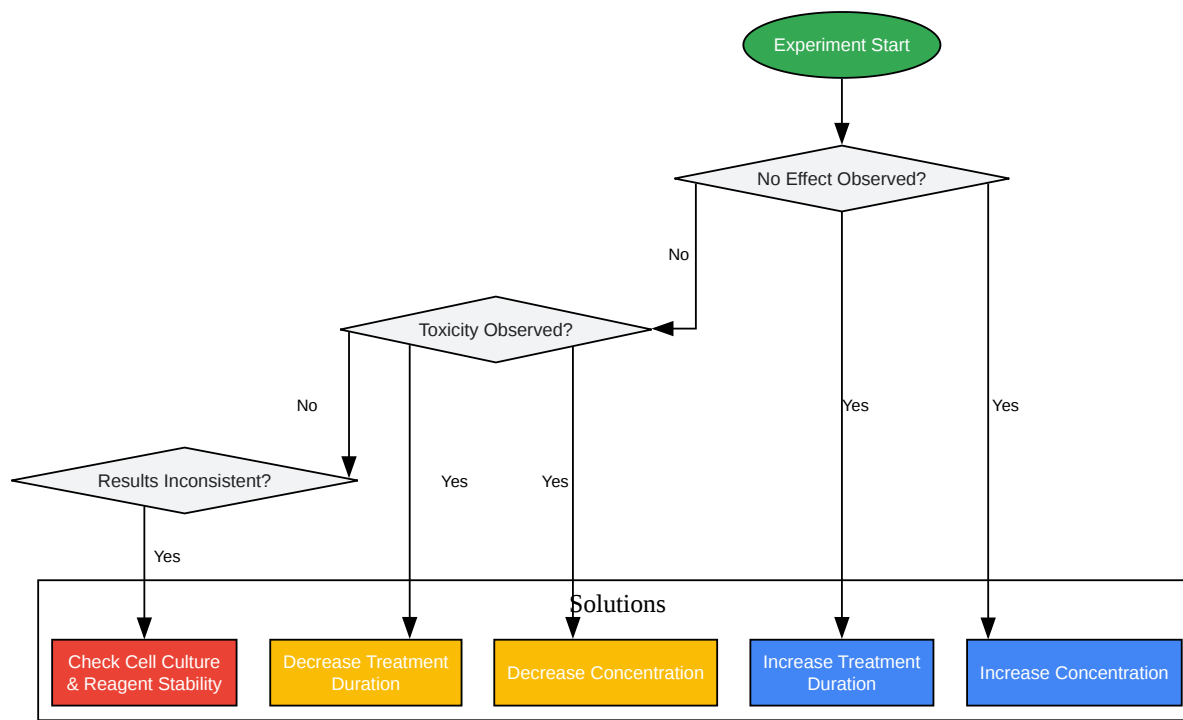 Experiment Start
No Effect Observed?
No
Toxicity Observed?
No
Yes
Yes
Results Inconsistent?
Yes
Yes
Yes
Solutions
Check Cell Culture
& Reagent Stability
Decrease Treatment
Duration
Decrease Concentration
Increase Treatment
Duration
Increase Concentration